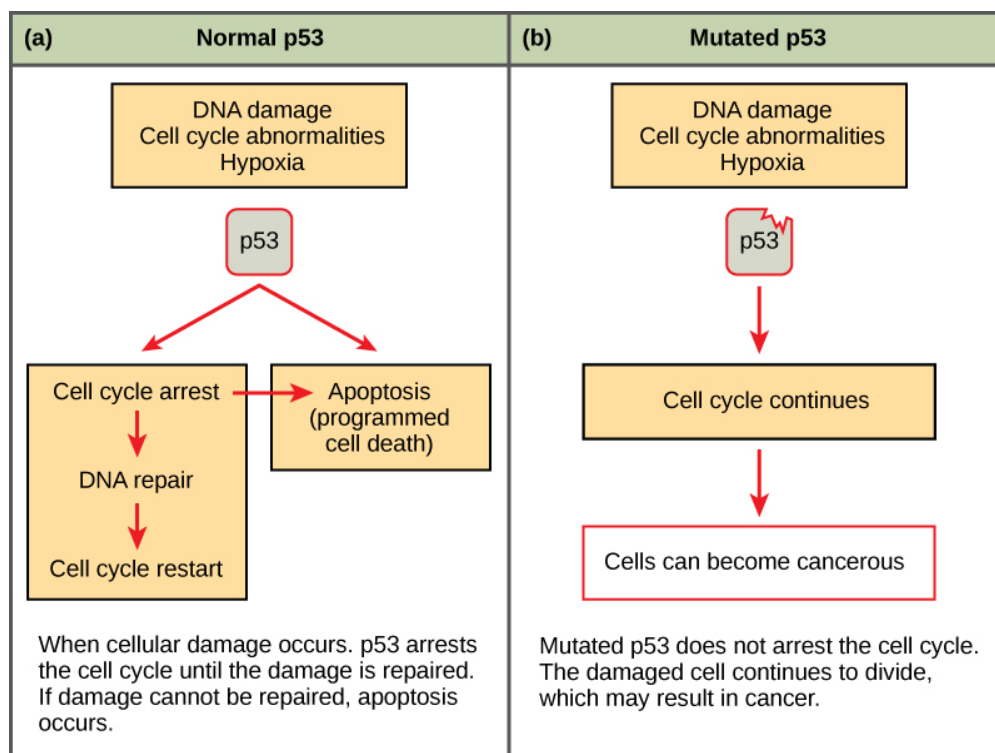 (a) Normal p53
DNA damage
Cell cycle abnormalities
Hypoxia
p53
Cell cycle arrest
Apoptosis
(programmed
cell death)
DNA repair
Cell cycle restart
When cellular damage occurs. p53 arrests
the cell cycle until the damage is repaired.
If damage cannot be repaired, apoptosis
occurs.
(b) Mutated p53
DNA damage
Cell cycle abnormalities
Hypoxia
p53
Cell cycle continues
Cells can become cancerous
Mutated p53 does not arrest the cell cycle.
The damaged cell continues to divide,
which may result in cancer.